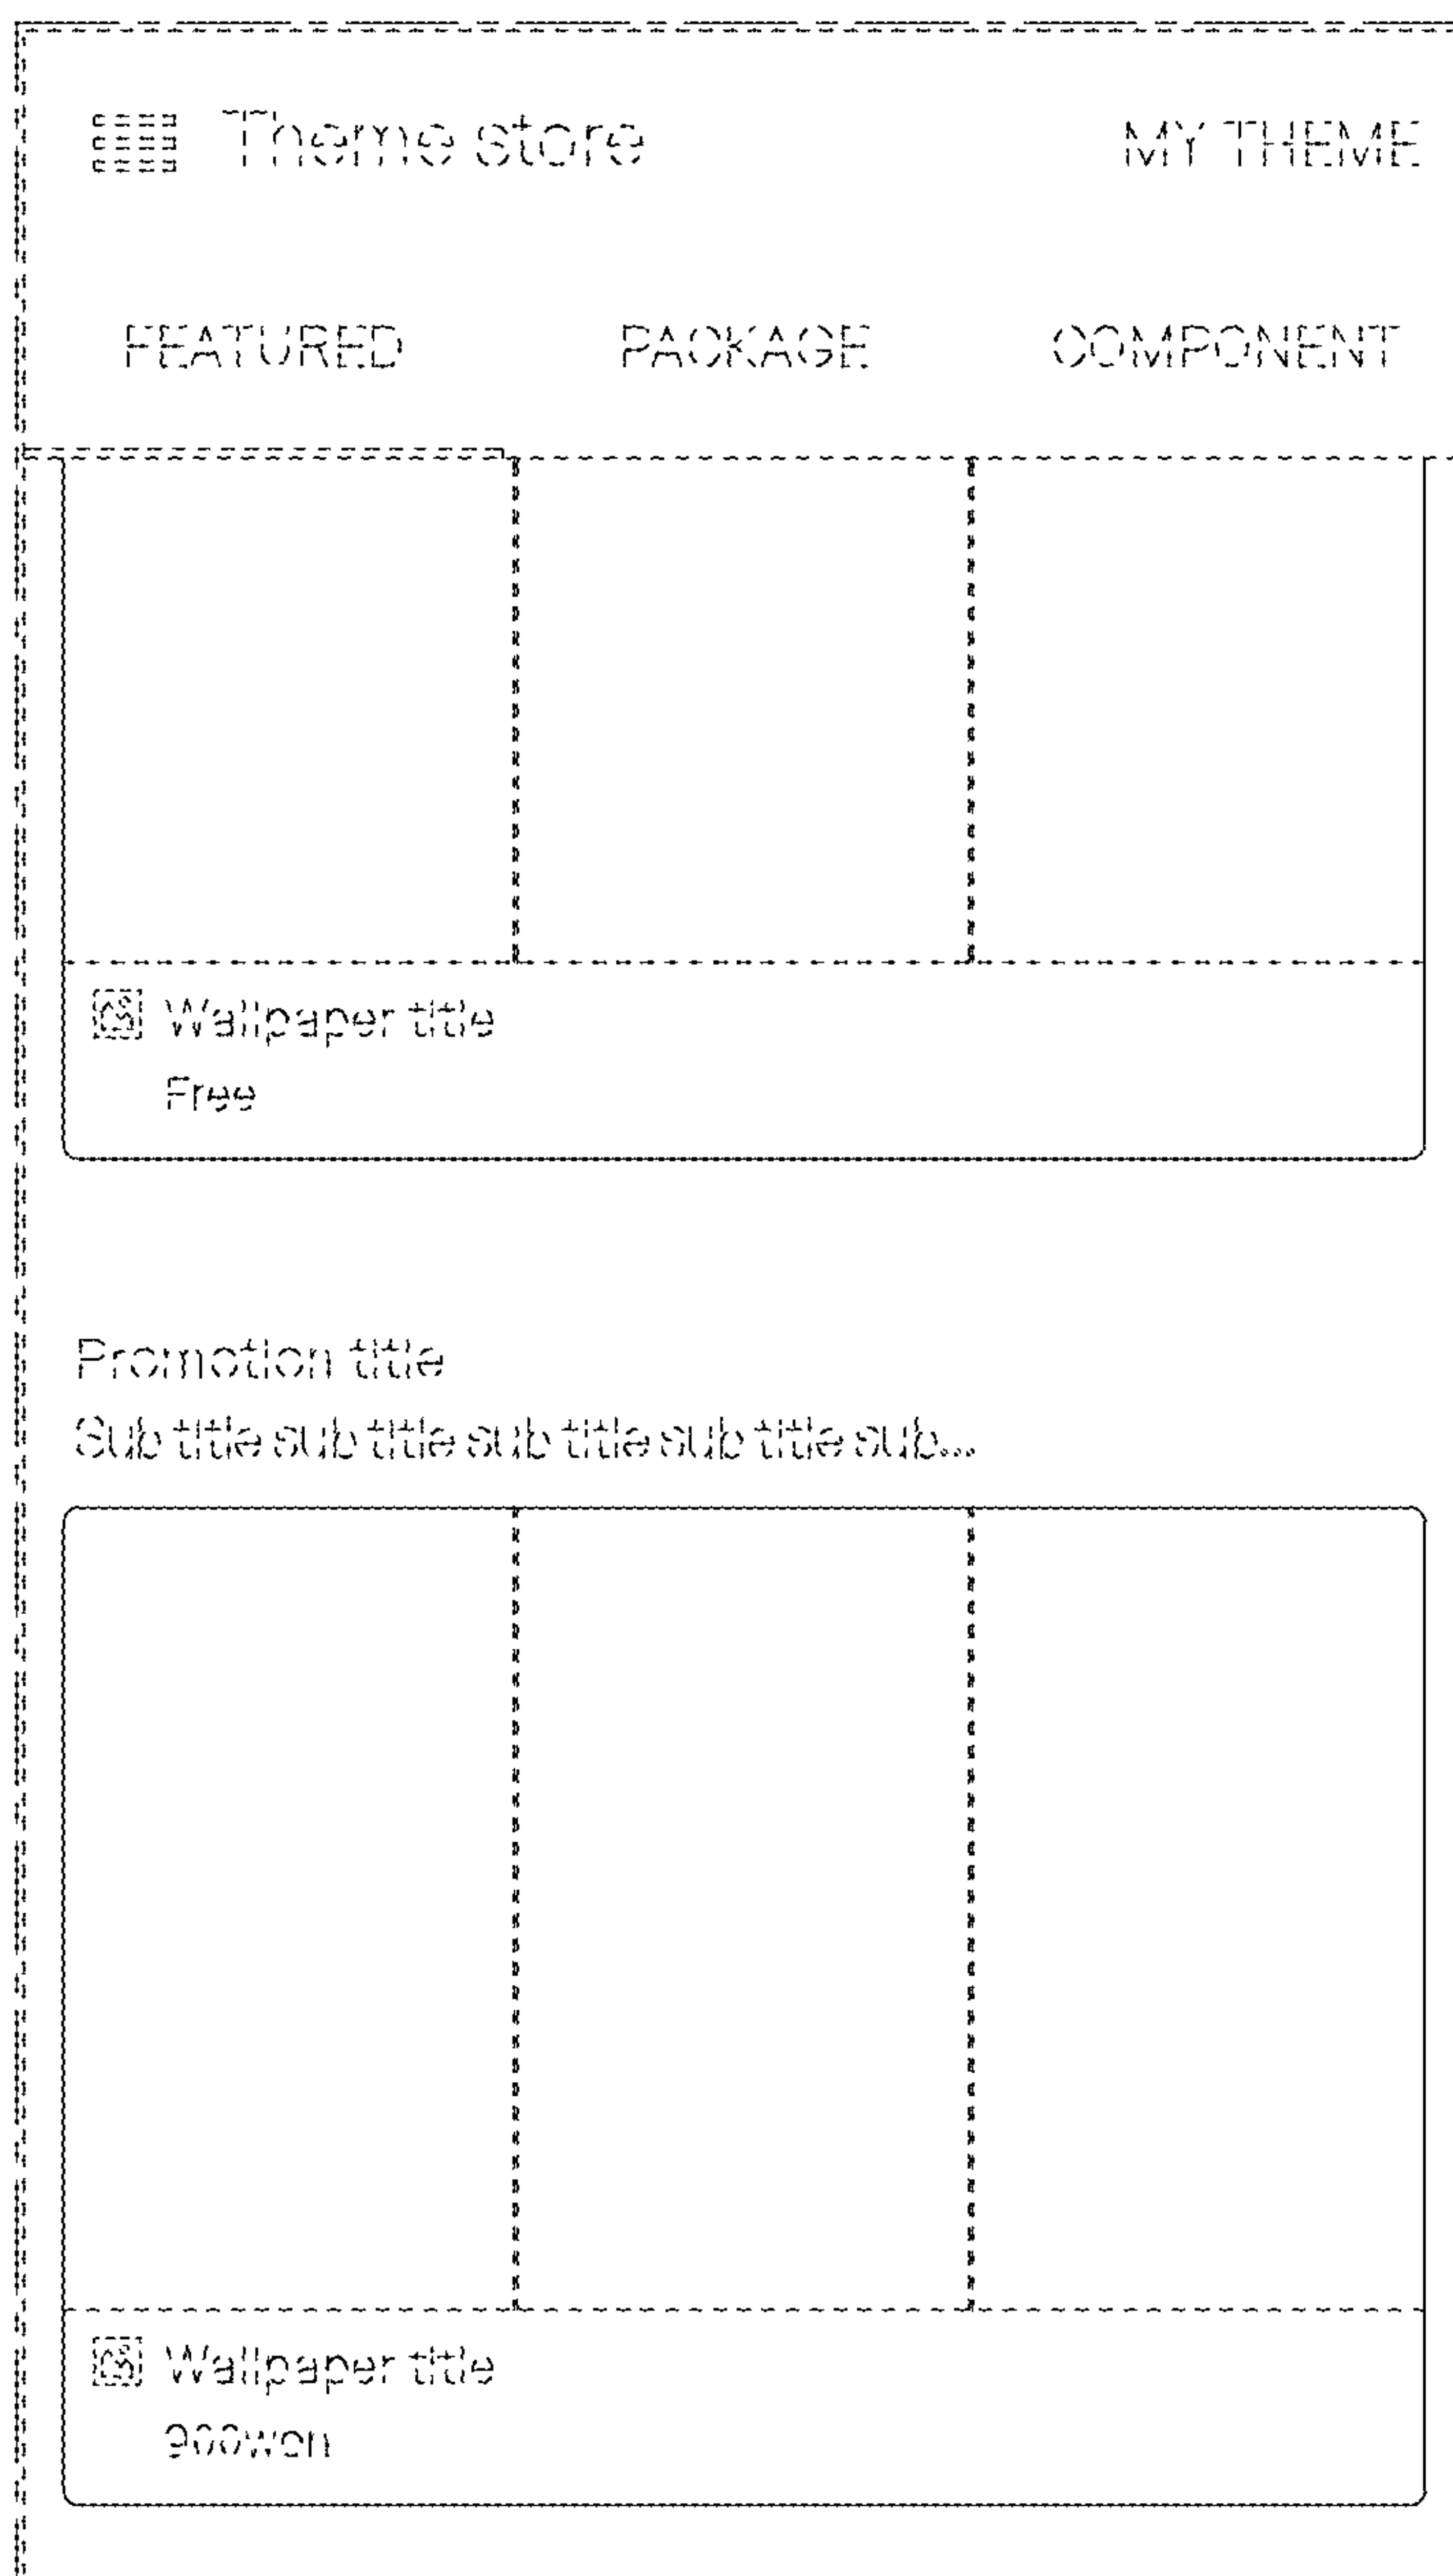 Theme store MY THEME
FEATURED PACKAGE COMPONENT
Wallpaper title
Free
Promotion title
Sub title sub title sub title sub title sub...
Wallpaper title
900won